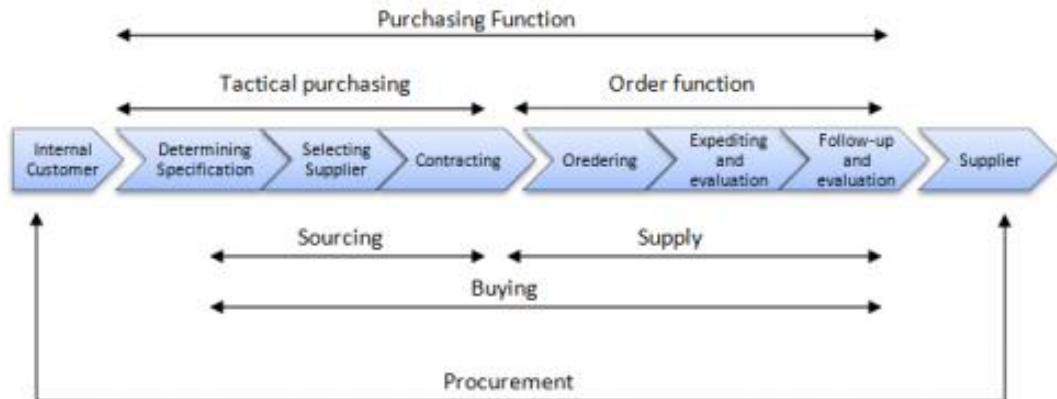 Purchasing Function
Tactical purchasing
Order function
Internal
Customer
Determining
Specification
Selecting
Supplier
Contracting
Oredering
Expediting
and
evaluation
Follow-up
and
evaluation
Supplier
Sourcing
Supply
Buying
Procurement